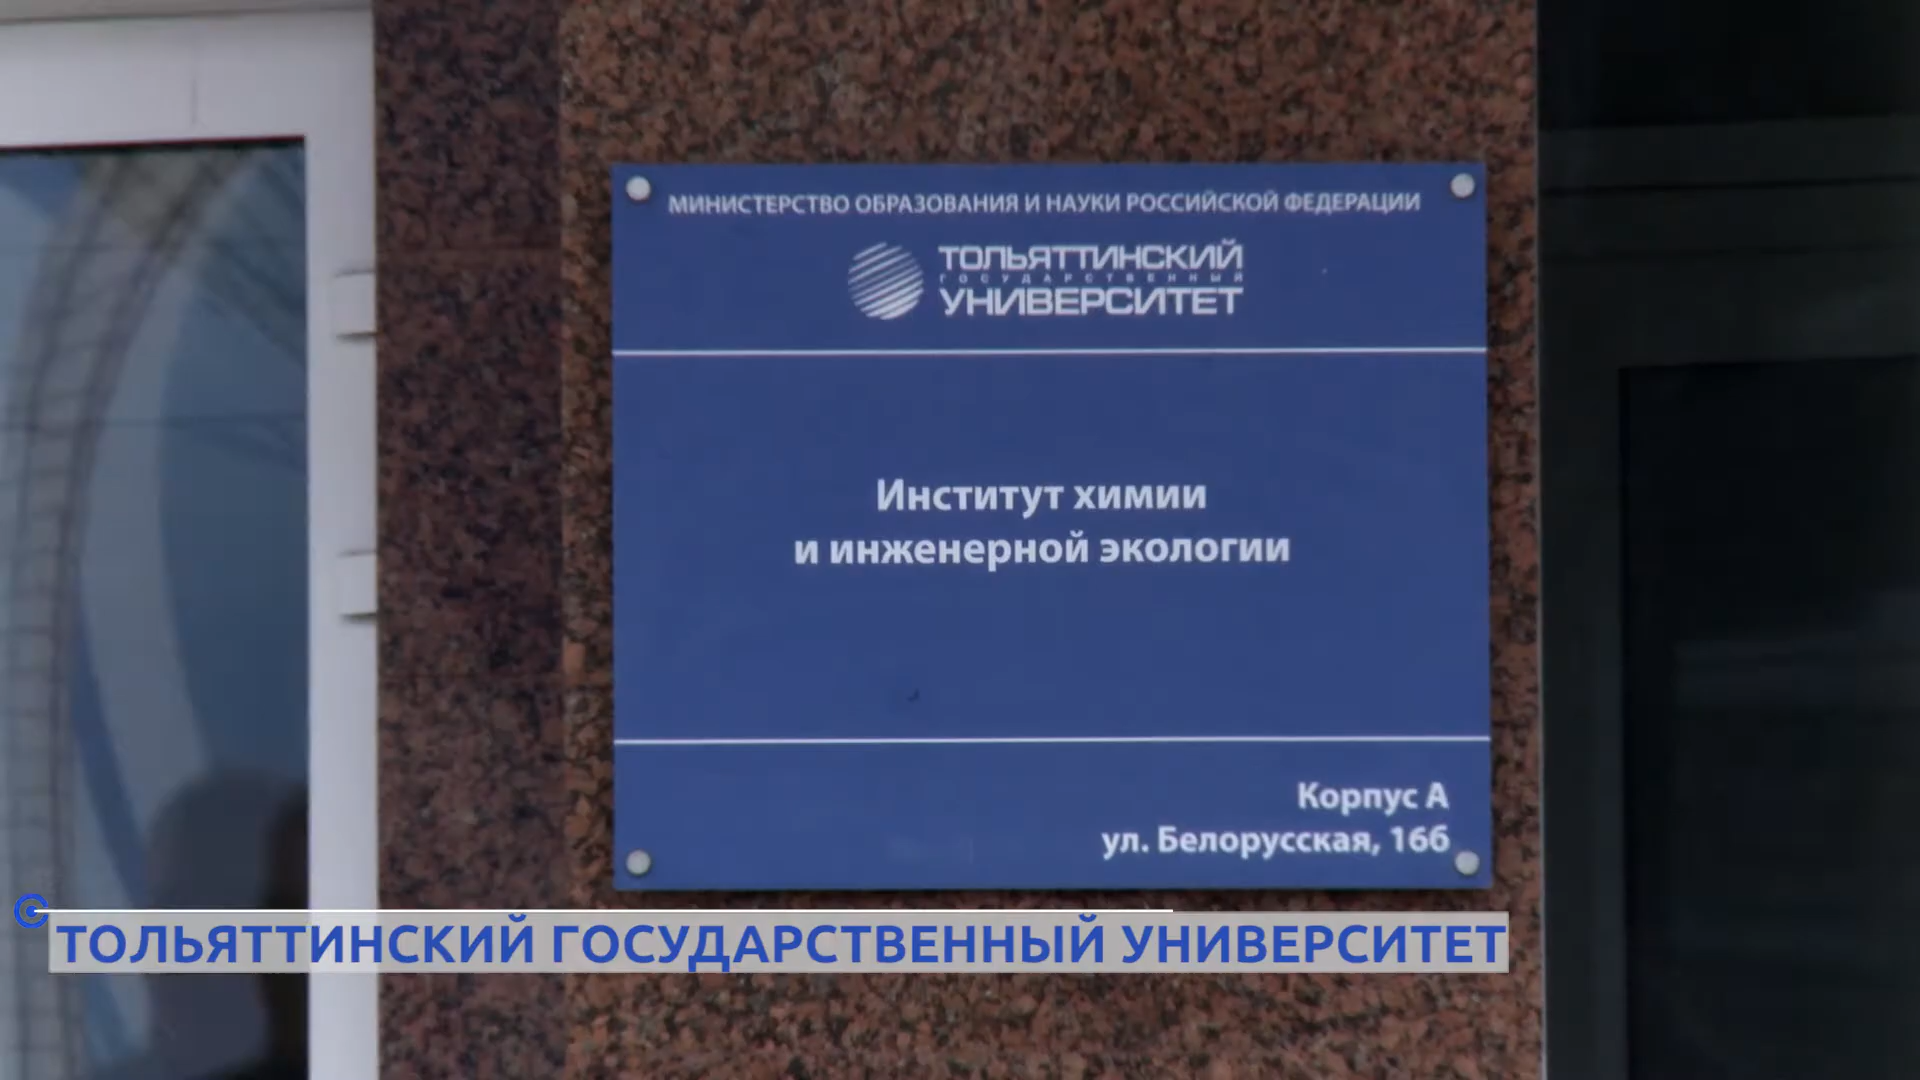 МИНИСТЕРСТВО ОБРАЗОВАНИЯ И НАУКИ РОССИЙСКОЙ ФЕДЕРАЦИИ
ТОЛЬЯТТИНСКИЙ
ГОСУДАРСТВЕННЫЙ
УНИВЕРСИТЕТ
Институт химии
и инженерной экологии
Корпус А
ул. Белорусская, 16б
ТОЛЬЯТТИНСКИЙ ГОСУДАРСТВЕННЫЙ УНИВЕРСИТЕТ